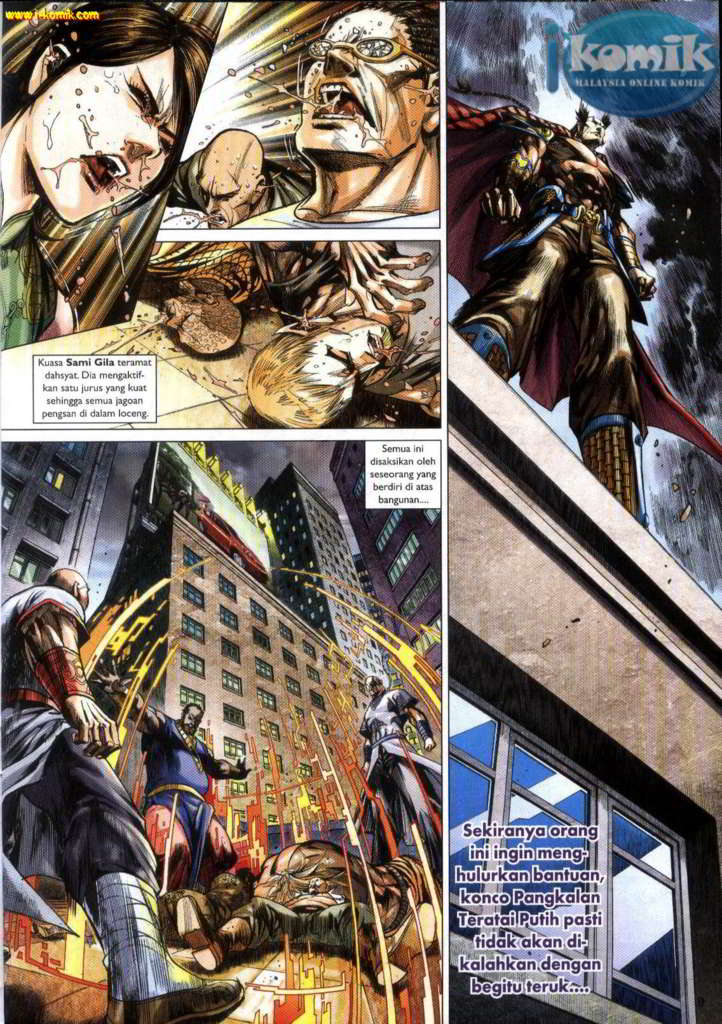 www.i-komik.com
ikomik
MALAYSIA ONLINE KOMIK
Kuasa Sami Gila teramat
dahsyat. Dia mengaktif-
kan satu jurus yang kuat
sehingga semua jagoan
pengsan di dalam loceng.
Semua ini
disaksikan oleh
seseorang yang
berdiri di atas
bangunan....
Sekiranya orang
ini ingin meng-
hulurkan bantuan,
konco Pangkalan
Teratai Putih pasti
tidak akan di-
kalahkan dengan
begitu teruk....